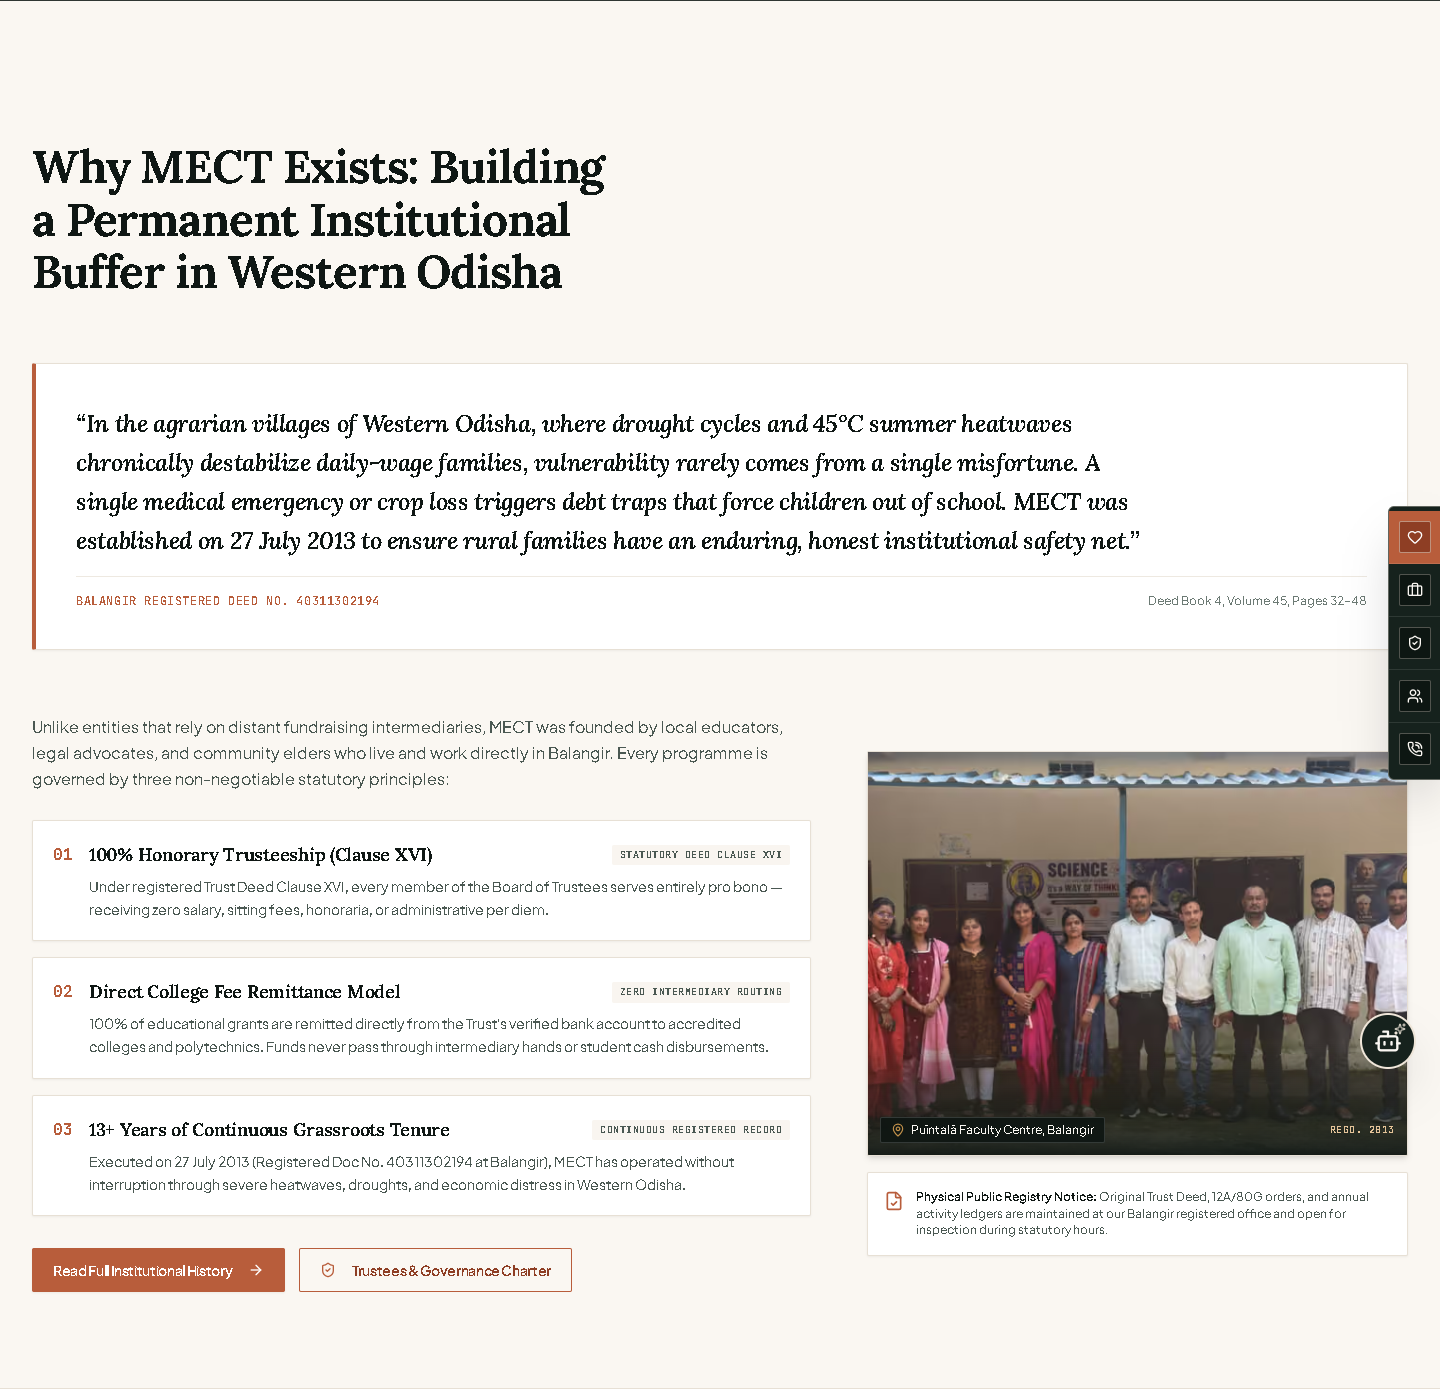 Why MECT Exists: Building
a Permanent Institutional
Buffer in Western Odisha
“In the agrarian villages of Western Odisha, where drought cycles and 45°C summer heatwaves
chronically destabilize daily-wage families, vulnerability rarely comes from a single misfortune. A
single medical emergency or crop loss triggers debt traps that force children out of school. MECT was
established on 27 July 2013 to ensure rural families have an enduring, honest institutional safety net.”
BALANGIR REGISTERED DEED NO. 40311302194
Deed Book 4, Volume 45, Pages 32–48
Unlike entities that rely on distant fundraising intermediaries, MECT was founded by local educators,
legal advocates, and community elders who live and work directly in Balangir. Every programme is
governed by three non-negotiable statutory principles:
01 100% Honorary Trusteeship (Clause XVI)
STATUTORY DEED CLAUSE XVI
Under registered Trust Deed Clause XVI, every member of the Board of Trustees serves entirely pro bono —
receiving zero salary, sitting fees, honoraria, or administrative per diem.
02 Direct College Fee Remittance Model
ZERO INTERMEDIARY ROUTING
100% of educational grants are remitted directly from the Trust's verified bank account to accredited
colleges and polytechnics. Funds never pass through intermediary hands or student cash disbursements.
03 13+ Years of Continuous Grassroots Tenure
CONTINUOUS REGISTERED RECORD
Executed on 27 July 2013 (Registered Doc No. 40311302194 at Balangir), MECT has operated without
interruption through severe heatwaves, droughts, and economic distress in Western Odisha.
Read Full Institutional History
Trustees & Governance Charter
SCIENCE
It's a WAY OF THINK
Puintala Faculty Centre, Balangir
REGD. 2013
Physical Public Registry Notice: Original Trust Deed, 12A/80G orders, and annual
activity ledgers are maintained at our Balangir registered office and open for
inspection during statutory hours.